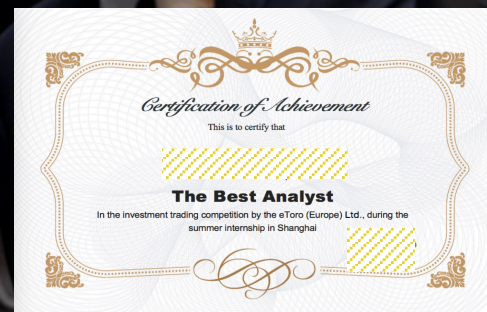 Certification of Achievement
This is to certify that
The Best Analyst
In the investment trading competition by the eToro (Europe) Ltd., during the
summer internship in Shanghai